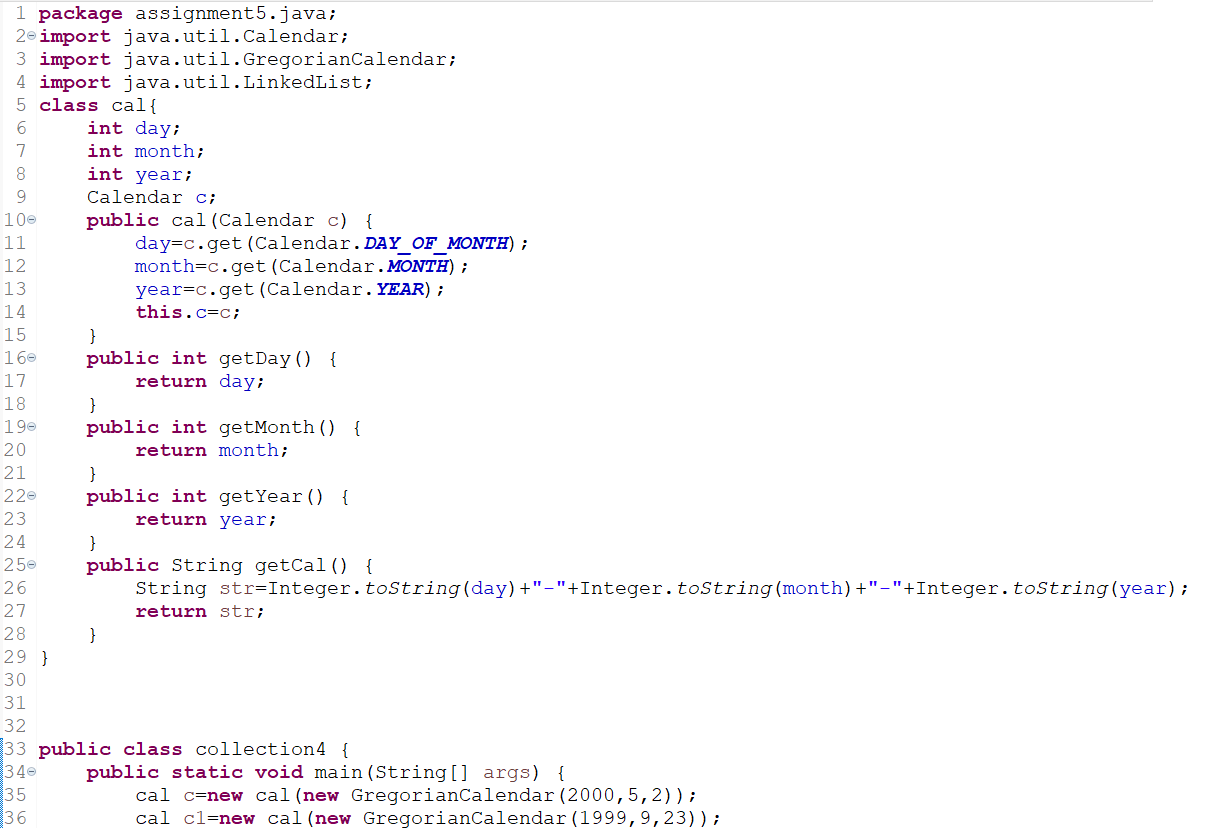 1 package assignment5.java;
2 import java.util.Calendar;
3 import java.util.GregorianCalendar;
4 import java.util.LinkedList;
5 class cal{
6     int day;
7     int month;
8     int year;
9     Calendar c;
10     public cal(Calendar c) {
11         day=c.get(Calendar.DAY_OF_MONTH);
12         month=c.get(Calendar.MONTH);
13         year=c.get(Calendar.YEAR);
14         this.c=c;
15     }
16     public int getDay() {
17         return day;
18     }
19     public int getMonth() {
20         return month;
21     }
22     public int getYear() {
23         return year;
24     }
25     public String getCal() {
26         String str=Integer.toString(day)+"-"+Integer.toString(month)+"-"+Integer.toString(year);
27         return str;
28     }
29 }
30
31
32
33 public class collection4 {
34     public static void main(String[] args) {
35         cal c=new cal(new GregorianCalendar(2000,5,2));
36         cal c1=new cal(new GregorianCalendar(1999,9,23));